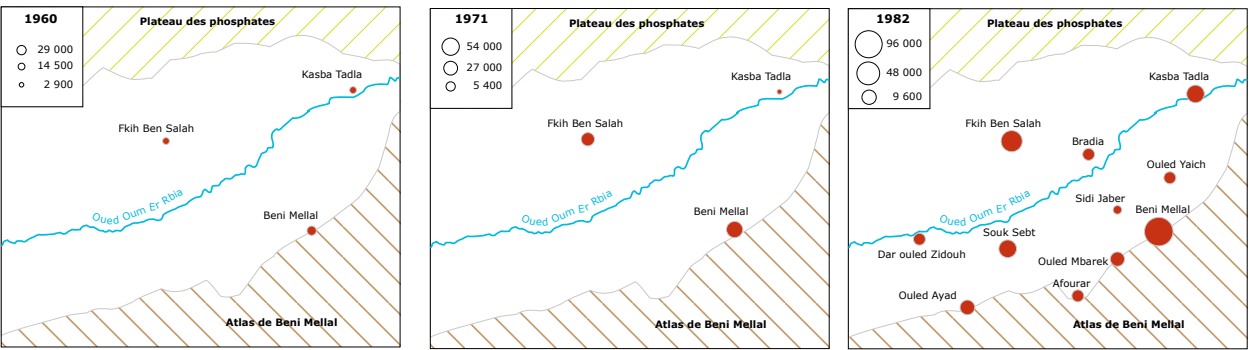 1960
29 000
14 500
2 900
Plateau des phosphates
Kasba Tadla
Fkih Ben Salah
Oued Oum Er Rbia
Beni Mellal
Atlas de Beni Mellal
1971
54 000
27 000
5 400
Plateau des phosphates
Kasba Tadla
Fkih Ben Salah
Oued Oum Er Rbia
Beni Mellal
Atlas de Beni Mellal
1982
96 000
48 000
9 600
Plateau des phosphates
Kasba Tadla
Fkih Ben Salah
Bradia
Ouled Yaich
Oued Oum Er Rbia
Sidi Jaber
Beni Mellal
Souk Sebt
Dar ouled Zidouh
Ouled Mbarek
Afourar
Ouled Ayad
Atlas de Beni Mellal